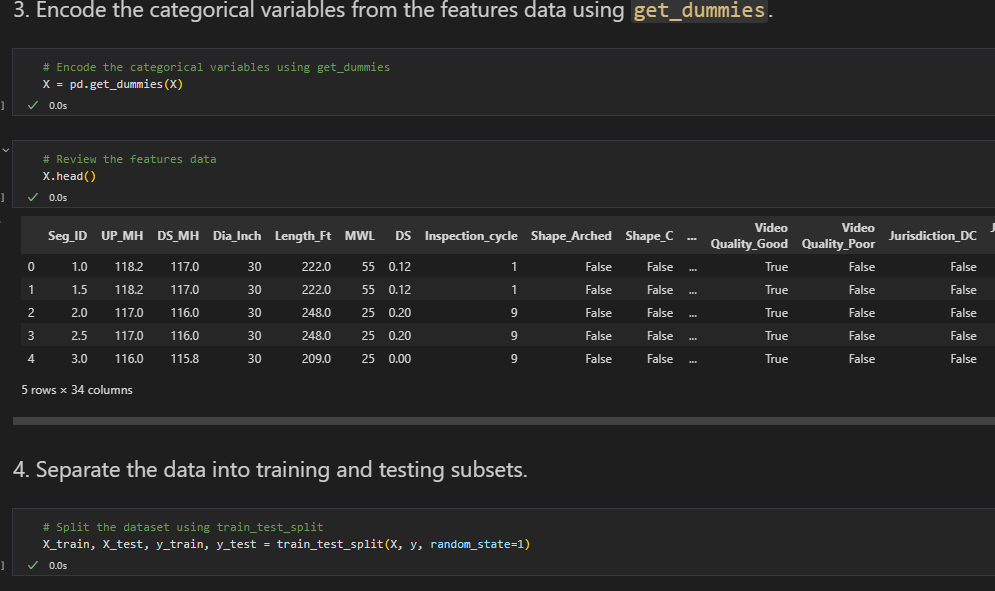 3. Encode the categorical variables from the features data using get_dummies.
# Encode the categorical variables using get_dummies
X = pd.get_dummies(X)
]
✓ 0.0s
# Review the features data
X.head()
]
✓ 0.0s
Seg_ID UP_MH DS_MH Dia_Inch Length_Ft MWL DS Inspection_cycle Shape_Arched Shape_C ... Video Quality_Good Video Quality_Poor Jurisdiction_DC
0 1.0 118.2 117.0 30 222.0 55 0.12 1 False False ... True False False
1 1.5 118.2 117.0 30 222.0 55 0.12 1 False False ... True False False
2 2.0 117.0 116.0 30 248.0 25 0.20 9 False False ... True False False
3 2.5 117.0 116.0 30 248.0 25 0.20 9 False False ... True False False
4 3.0 116.0 115.8 30 209.0 25 0.00 9 False False ... True False False
5 rows × 34 columns
4. Separate the data into training and testing subsets.
# Split the dataset using train_test_split
X_train, X_test, y_train, y_test = train_test_split(X, y, random_state=1)
]
✓ 0.0s